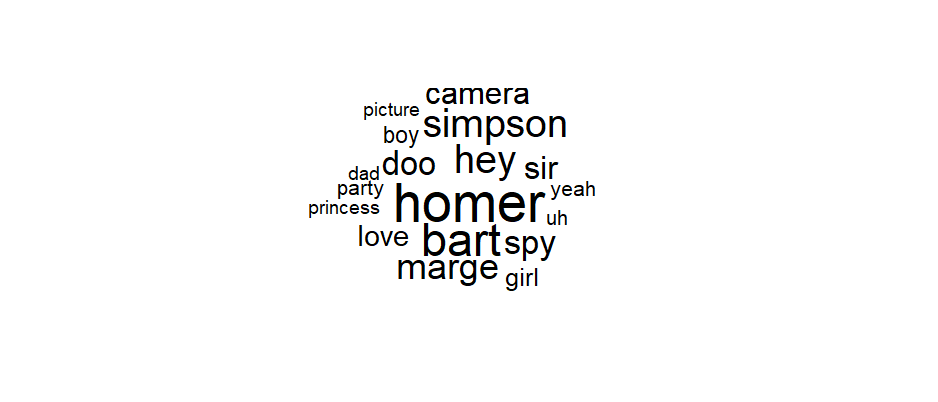 camera
picture
simpson
boy
hey
doo
sir
dad
party
yeah
homer
princess
uh
love
bart
spy
marge
girl